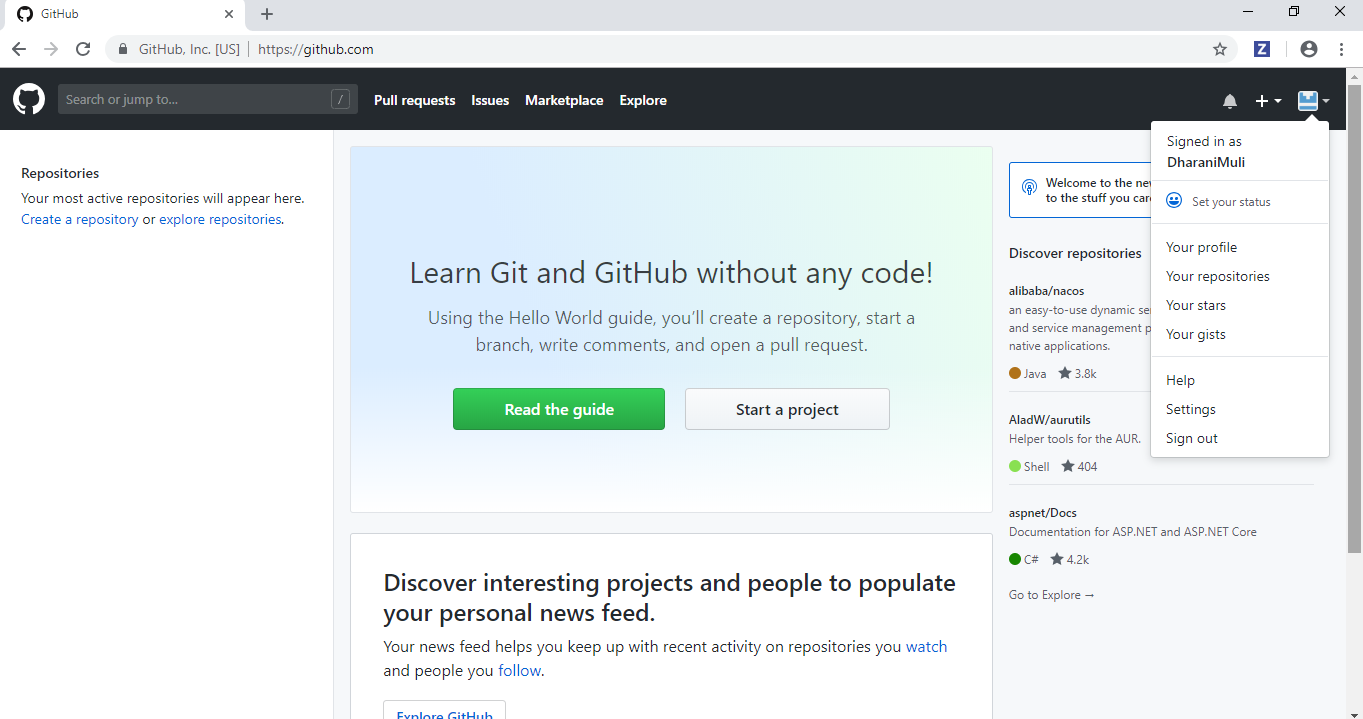 GitHub
GitHub, Inc. [US] | https://github.com
Z
Search or jump to... /
Pull requests Issues Marketplace Explore
Signed in as
DharaniMuli
Set your status
Your profile
Your repositories
Your stars
Your gists
Help
Settings
Sign out
Repositories
Your most active repositories will appear here.
Create a repository or explore repositories.
Learn Git and GitHub without any code!
Using the Hello World guide, you’ll create a repository, start a
branch, write comments, and open a pull request.
Read the guide Start a project
Discover interesting projects and people to populate
your personal news feed.
Your news feed helps you keep up with recent activity on repositories you watch
and people you follow.
Explore GitHub
Welcome to the
to the stuff you
Discover repositories
alibaba/nacos
an easy-to-use dynamic
and service management
native applications.
Java 3.8k
AladW/aurutils
Helper tools for the AUR.
Shell 404
aspnet/Docs
Documentation for ASP.NET and ASP.NET Core
C# 4.2k
Go to Explore →